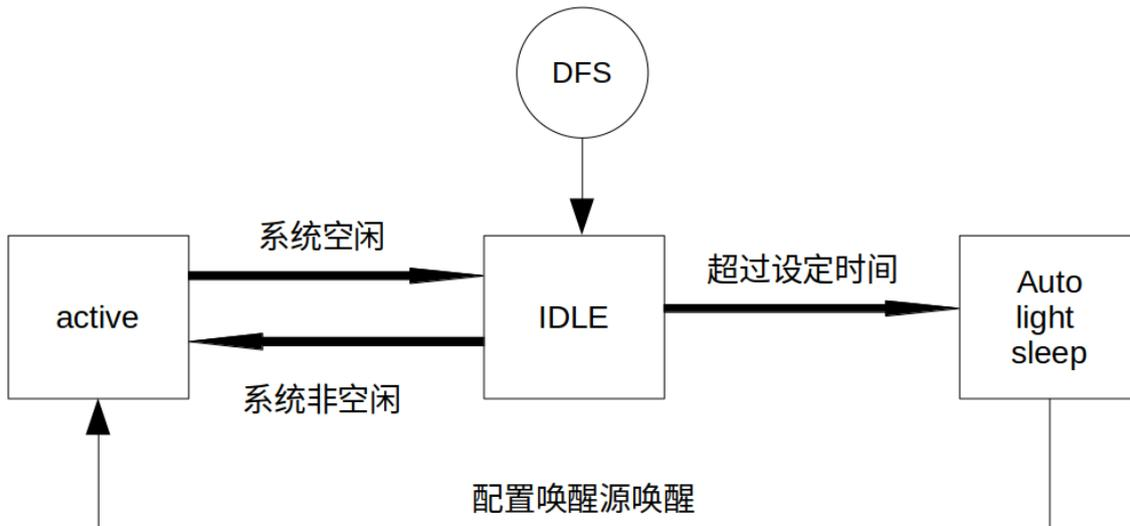 DFS
系统空闲
超过设定时间
active
IDLE
Auto
light
sleep
系统非空闲
配置唤醒源唤醒